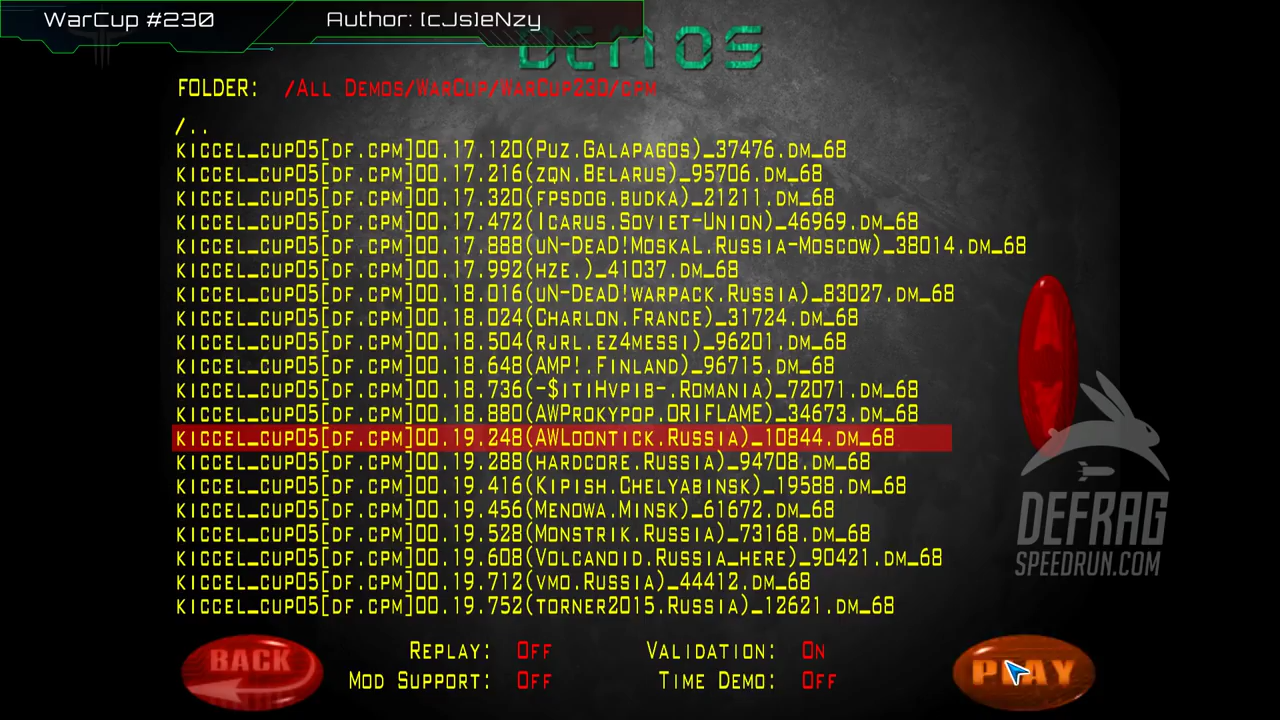 WarCup #230
Author: [cJs]eNzy
DEMOS
FOLDER: /ALL DEMOS/WARCUP/WARCUP230/CPM
/..
KICCEL_CUP05[DF.CPM]00.17.120(PUZ.GALAPAGOS)_37476.DM_68
KICCEL_CUP05[DF.CPM]00.17.216(ZQN.BELARUS)_95706.DM_68
KICCEL_CUP05[DF.CPM]00.17.320(FPSDOG.BUDKA)_21211.DM_68
KICCEL_CUP05[DF.CPM]00.17.472(ICARUS.SOVIET-UNION)_46969.DM_68
KICCEL_CUP05[DF.CPM]00.17.888(UN-DEAD!MOSKAL.RUSSIA-MOSCOW)_38014.DM_68
KICCEL_CUP05[DF.CPM]00.17.992(HZE.)_41037.DM_68
KICCEL_CUP05[DF.CPM]00.18.016(UN-DEAD!WARPACK.RUSSIA)_83027.DM_68
KICCEL_CUP05[DF.CPM]00.18.024(CHARLON.FRANCE)_31724.DM_68
KICCEL_CUP05[DF.CPM]00.18.504(RJRL.EZ4MESSI)_96201.DM_68
KICCEL_CUP05[DF.CPM]00.18.648(AMP!.FINLAND)_96715.DM_68
KICCEL_CUP05[DF.CPM]00.18.736(-$ITIHVPIB-.ROMANIA)_72071.DM_68
KICCEL_CUP05[DF.CPM]00.18.880(AWPROKYPOP.ORIFLAME)_34673.DM_68
KICCEL_CUP05[DF.CPM]00.19.248(AWLOONTICK.RUSSIA)_10844.DM_68
KICCEL_CUP05[DF.CPM]00.19.288(HARDCORE.RUSSIA)_94708.DM_68
KICCEL_CUP05[DF.CPM]00.19.416(KIPISH.CHELYABINSK)_19588.DM_68
KICCEL_CUP05[DF.CPM]00.19.456(MENOWA.MINSK)_61672.DM_68
KICCEL_CUP05[DF.CPM]00.19.528(MONSTRIK.RUSSIA)_73168.DM_68
KICCEL_CUP05[DF.CPM]00.19.608(VOLCANOID.RUSSIA_HERE)_90421.DM_68
KICCEL_CUP05[DF.CPM]00.19.712(VMO.RUSSIA)_44412.DM_68
KICCEL_CUP05[DF.CPM]00.19.752(TORNER2015.RUSSIA)_12621.DM_68
DEFRAG
SPEEDRUN.COM
REPLAY: OFF VALIDATION: ON
MOD SUPPORT: OFF TIME DEMO: OFF
BACK
PLAY